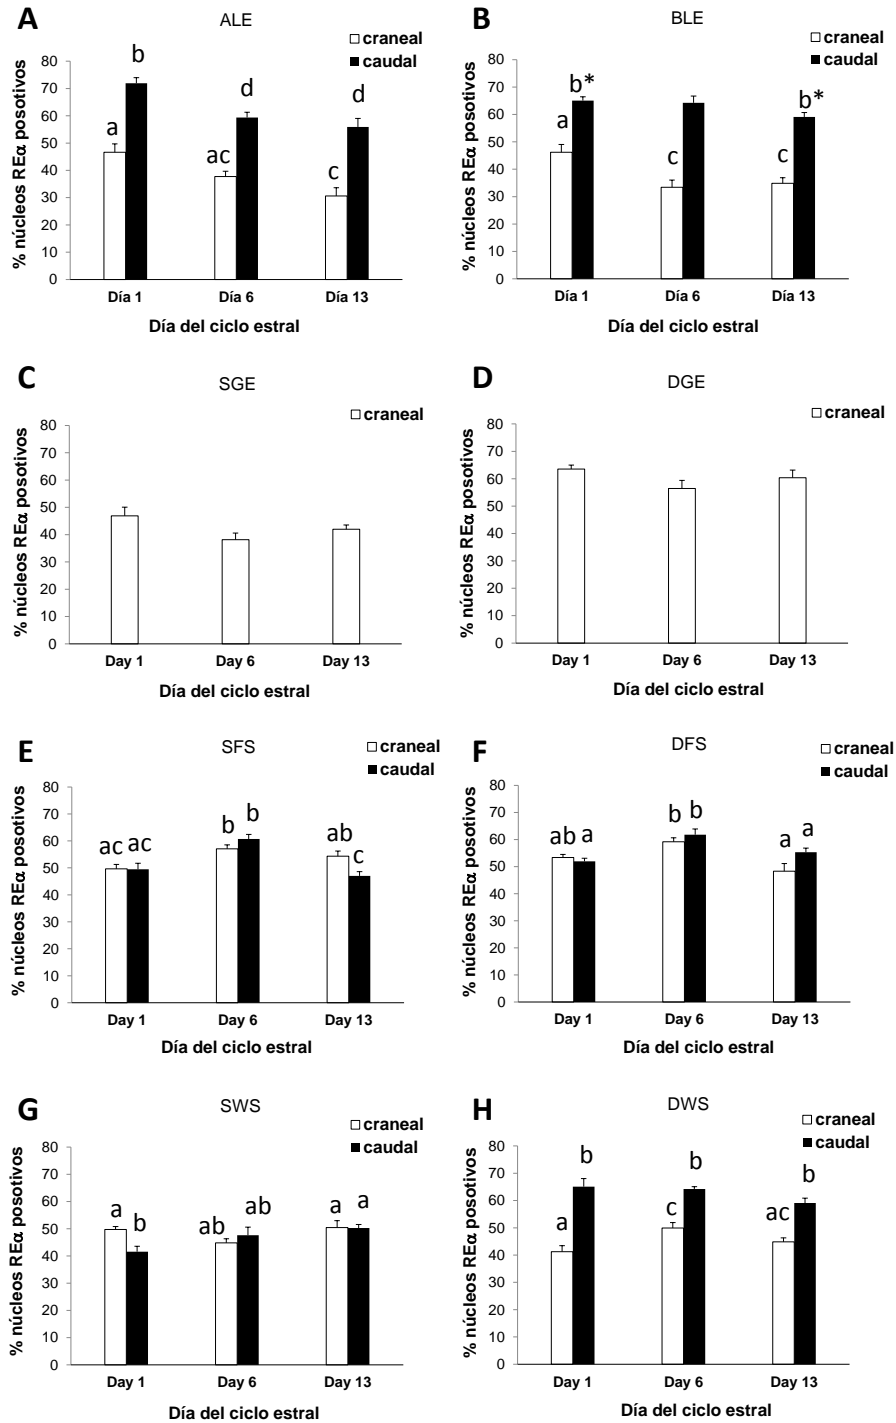 A
ALE
craneal
caudal
% núcleos REα posotivos
80
70
60
50
40
30
20
10
0
a
b
ac
d
c
d
Día 1
Día 6
Día 13
Día del ciclo estral
B
BLE
craneal
caudal
% núcleos REα posotivos
80
70
60
50
40
30
20
10
0
a
b*
c
c
b*
Día 1
Día 6
Día 13
Día del ciclo estral
C
SGE
craneal
% núcleos REα posotivos
80
70
60
50
40
30
20
10
0
Day 1
Day 6
Day 13
Día del ciclo estral
D
DGE
craneal
% núcleos REα posotivos
80
70
60
50
40
30
20
10
0
Day 1
Day 6
Day 13
Día del ciclo estral
E
SFS
craneal
caudal
% núcleos REα posotivos
80
70
60
50
40
30
20
10
0
ac
ac
b
b
ab
c
Day 1
Day 6
Day 13
Día del ciclo estral
F
DFS
craneal
caudal
% núcleos REα posotivos
80
70
60
50
40
30
20
10
0
ab
a
b
b
a
a
Day 1
Day 6
Day 13
Día del ciclo estral
G
SWS
craneal
caudal
% núcleos REα posotivos
80
70
60
50
40
30
20
10
0
a
b
ab
ab
a
a
Day 1
Day 6
Day 13
Día del ciclo estral
H
DWS
craneal
caudal
% núcleos REα posotivos
80
70
60
50
40
30
20
10
0
a
b
c
b
ac
b
Day 1
Day 6
Day 13
Día del ciclo estral